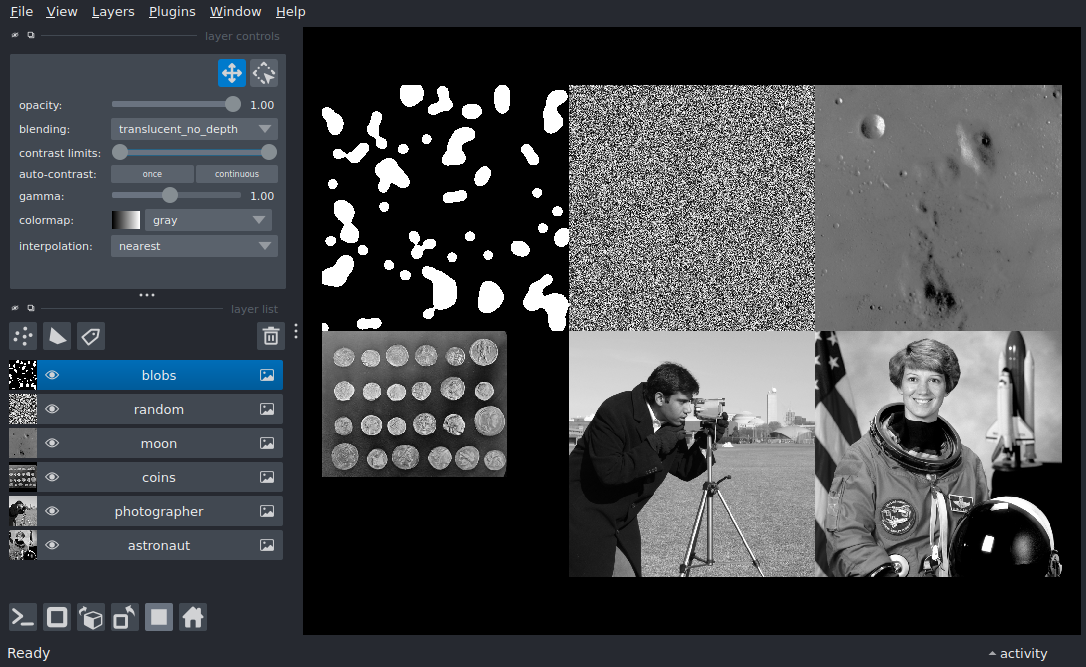 File View Layers Plugins Window Help
layer controls
opacity: 1.00
blending: translucent_no_depth
contrast limits:
auto-contrast: once continuous
gamma: 1.00
colormap: gray
interpolation: nearest
layer list
blobs
random
moon
coins
photographer
astronaut
Ready activity